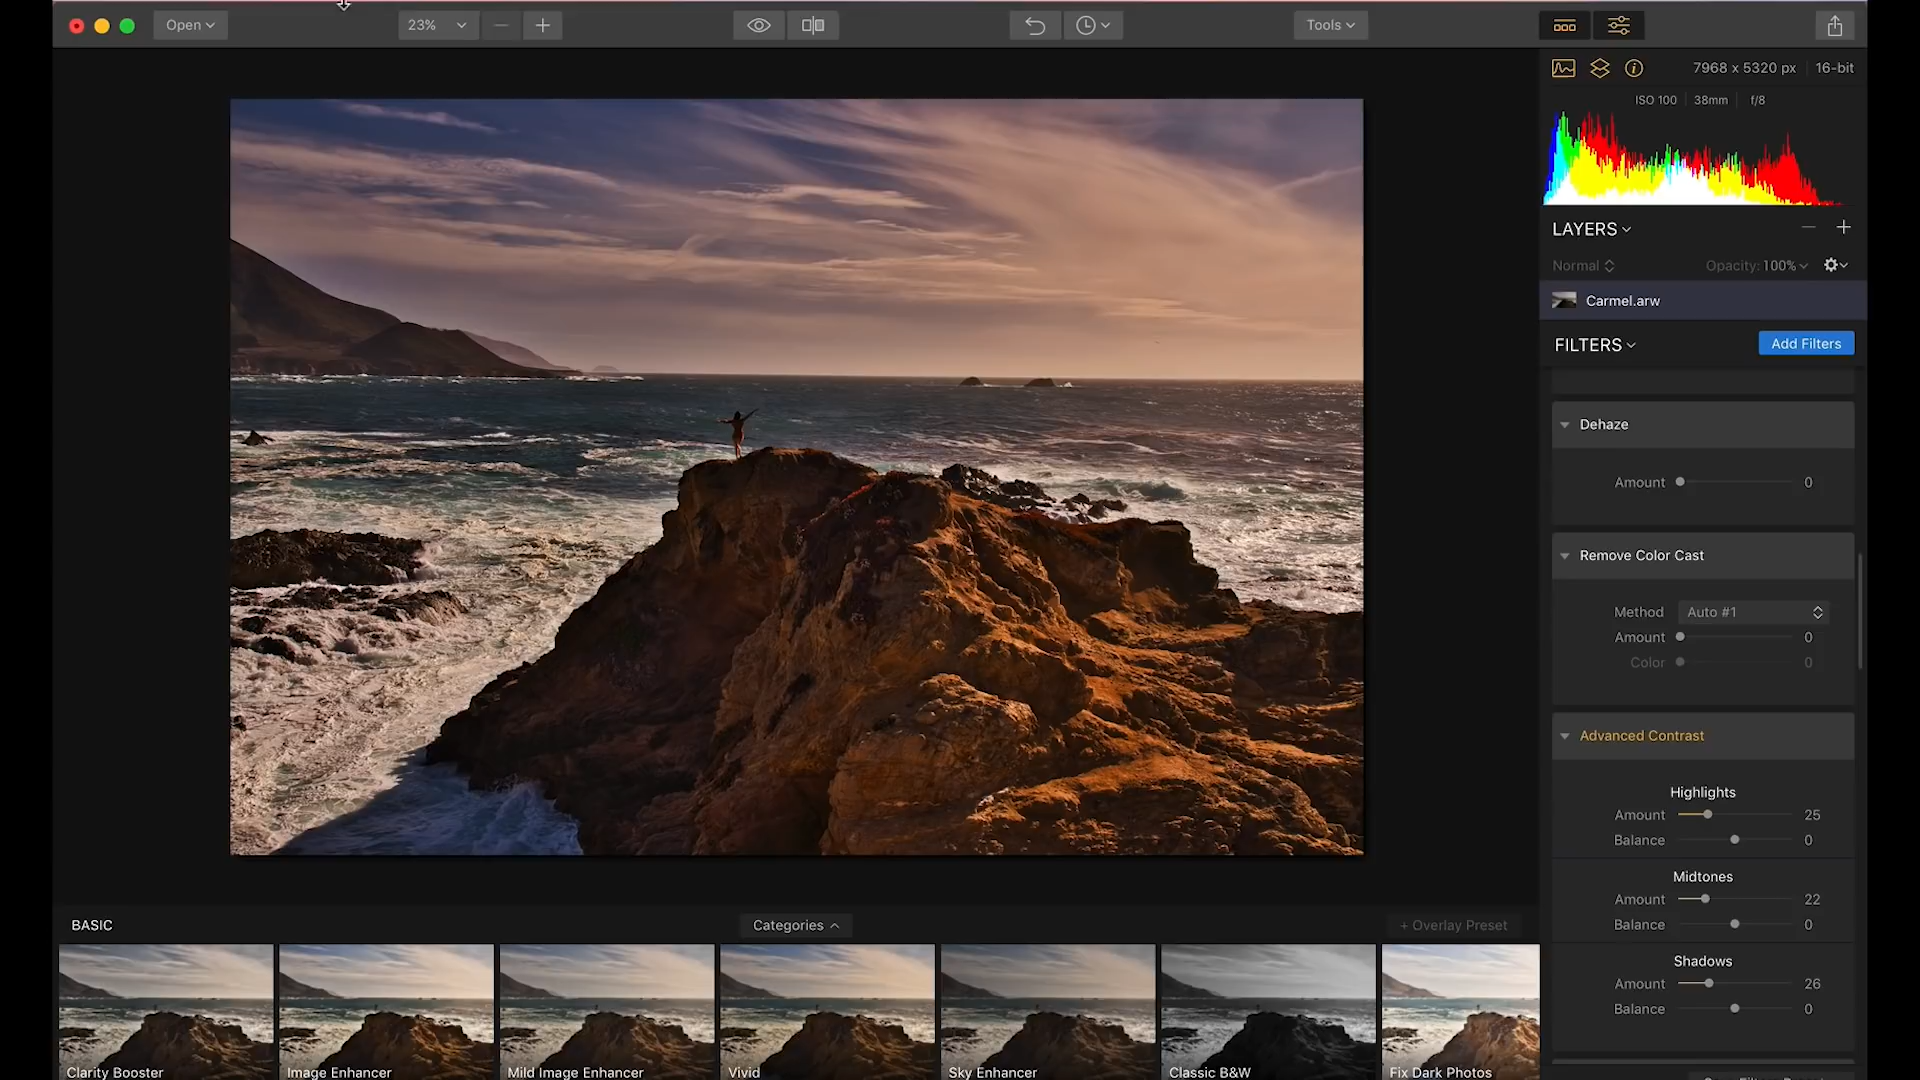 Open
23%
Tools
7968 x 5320 px
16-bit
ISO 100
38mm
f/8
LAYERS
Normal
Opacity: 100%
Carmel.arw
FILTERS
Add Filters
Dehaze
Amount 0
Remove Color Cast
Method Auto #1
Amount 0
Color 0
Advanced Contrast
Highlights
Amount 25
Balance 0
Midtones
Amount 22
Balance 0
Shadows
Amount 26
Balance 0
BASIC
Categories
+ Overlay Preset
Clarity Booster
Image Enhancer
Mild Image Enhancer
Vivid
Sky Enhancer
Classic B&W
Fix Dark Photos